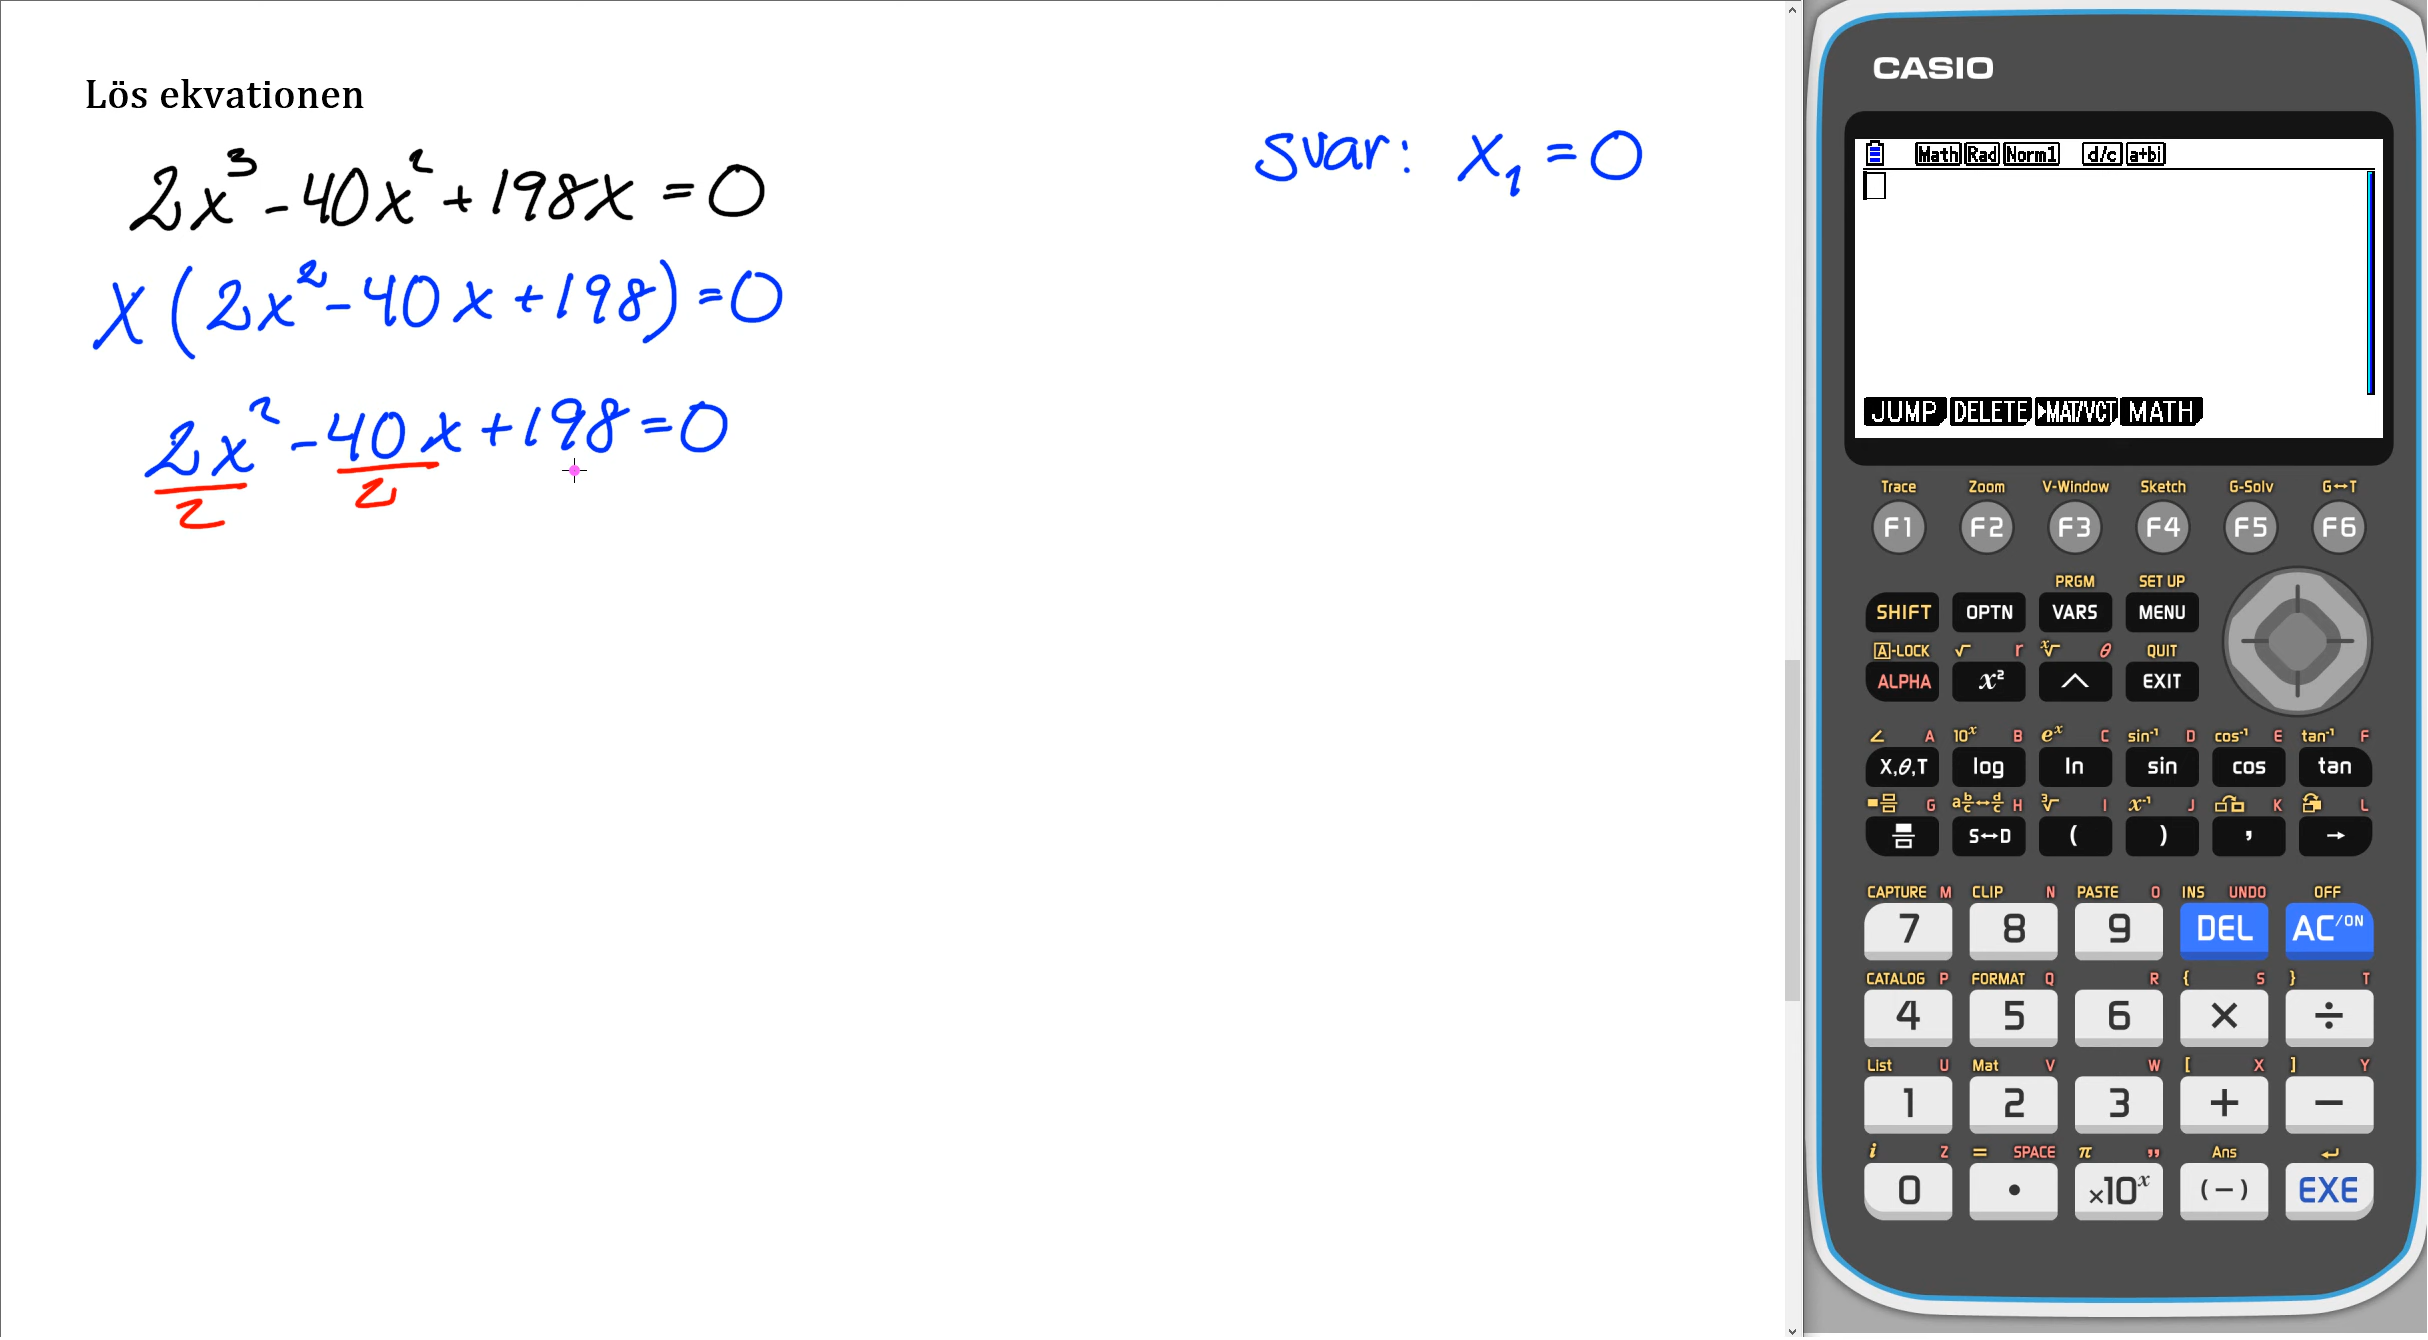 Lös ekvationen
2x³ - 40x² + 198x = 0
x(2x² - 40x + 198) = 0
2x² - 40x + 198 = 0
2 2
svar: x₁ = 0
CASIO
Math Rad Norm1 d/c a+bi
JUMP DELETE ▶MAT/VCT MATH
Trace Zoom V-Window Sketch G-Solv G↔T
F1 F2 F3 F4 F5 F6
PRGM SET UP
SHIFT OPTN VARS MENU
A-LOCK √ r ˣ√ θ QUIT
ALPHA x² ^ EXIT
∠ A 10ˣ B eˣ C sin⁻¹ D cos⁻¹ E tan⁻¹ F
X,θ,T log ln sin cos tan
G a b/c↔d/c H ³√ I x⁻¹ J K L
S↔D ( ) , →
CAPTURE M CLIP N PASTE O INS UNDO OFF
7 8 9 DEL AC/ON
CATALOG P FORMAT Q R { S } T
4 5 6 × ÷
List U Mat V W [ X ] Y
1 2 3 + −
i Z = SPACE π " Ans ↵
0 • ×10ˣ (−) EXE